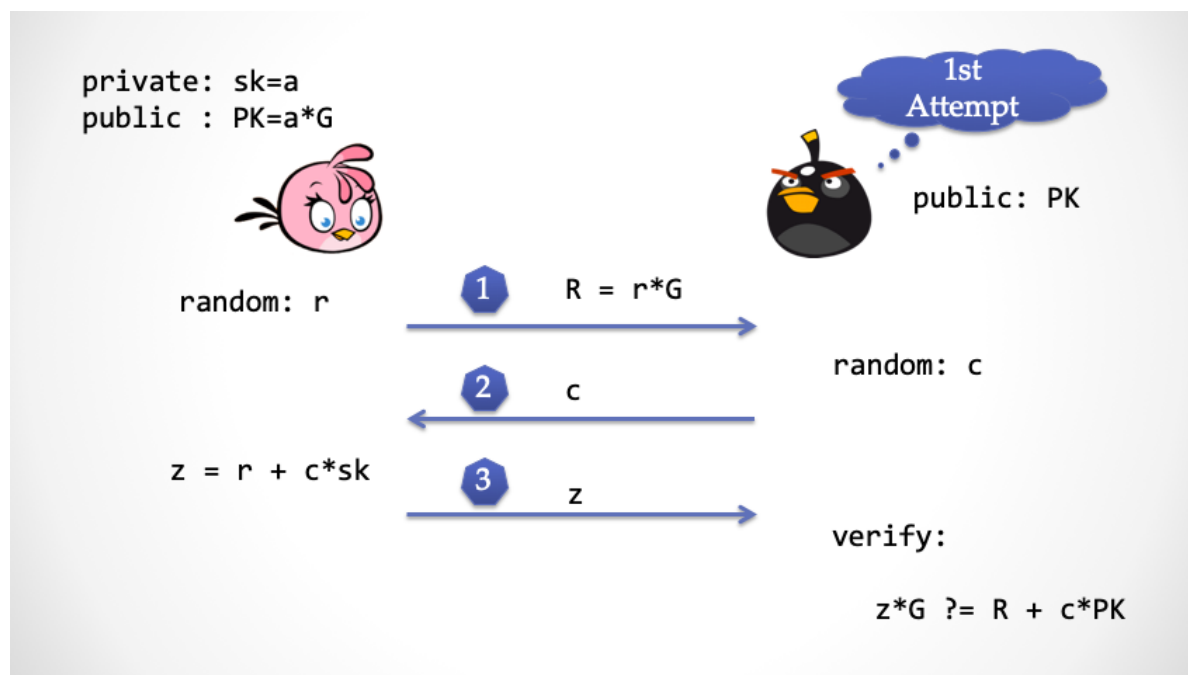 private: sk=a
public : PK=a*G
1st
Attempt
public: PK
random: r
1
R = r*G
random: c
2
c
z = r + c*sk
3
z
verify:
z*G ?= R + c*PK